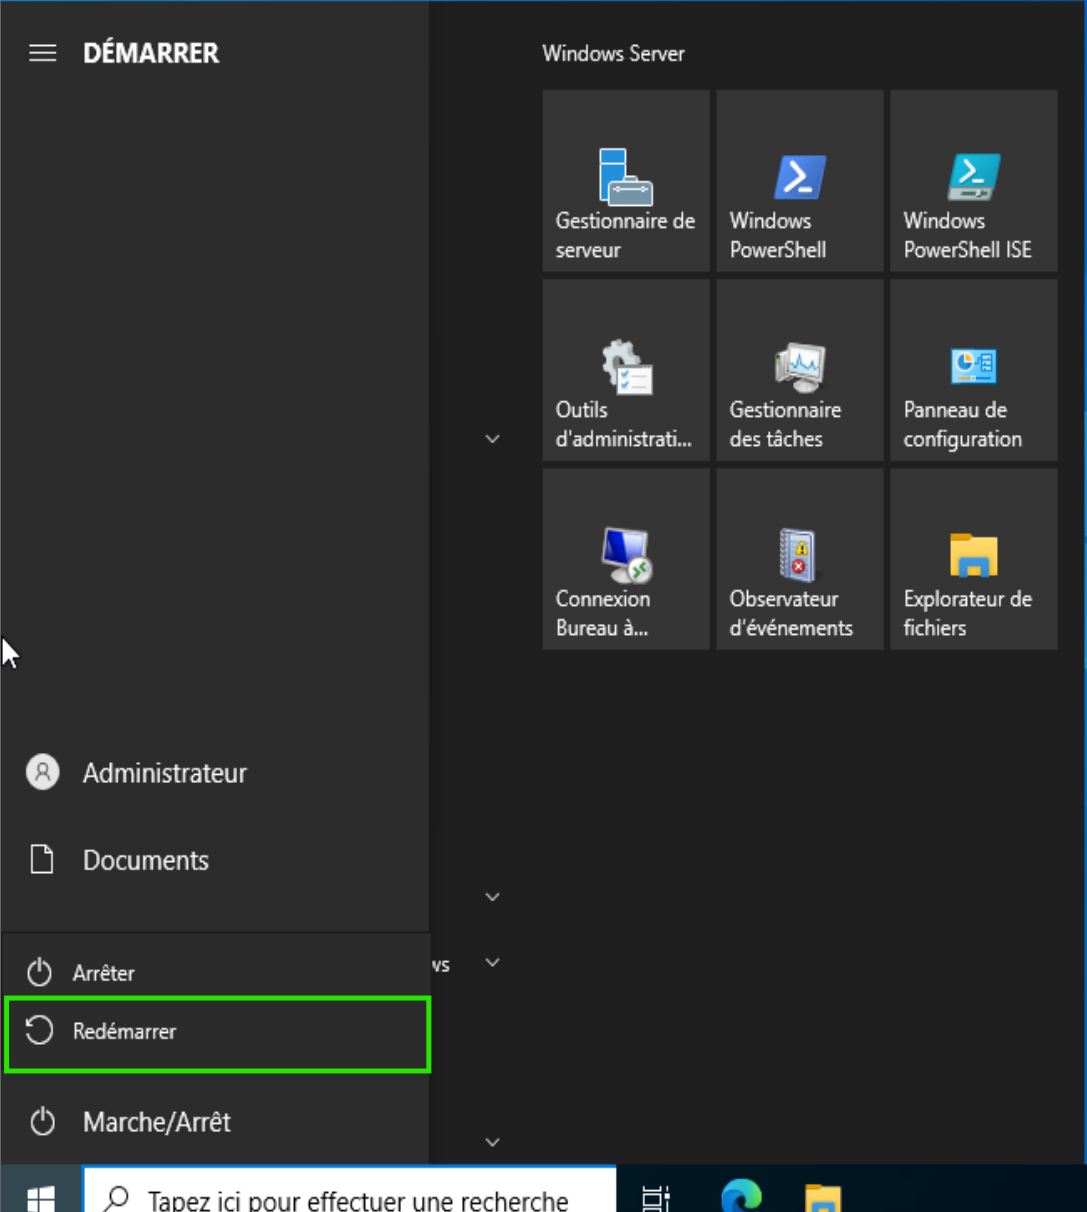 DÉMARRER
Windows Server
Gestionnaire de
serveur
Windows
PowerShell
Windows
PowerShell ISE
Outils
d'administrati...
Gestionnaire
des tâches
Panneau de
configuration
Connexion
Bureau à...
Observateur
d'événements
Explorateur de
fichiers
Administrateur
Documents
Arrêter
ws
Redémarrer
Marche/Arrêt
Tapez ici pour effectuer une recherche